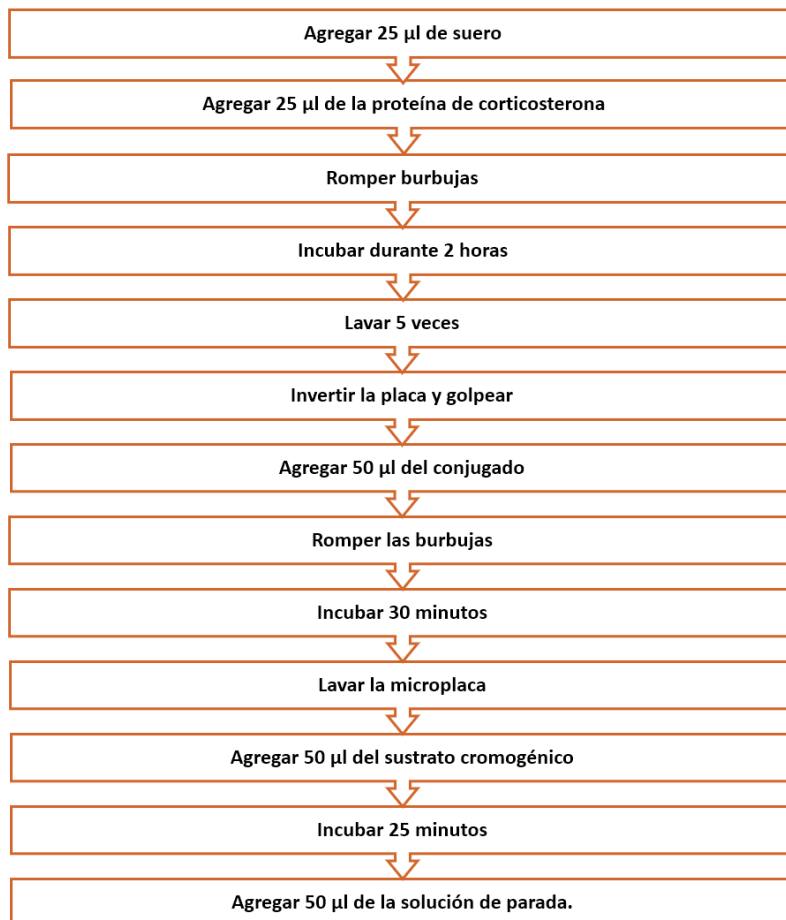 Agregar 25 µl de suero
Agregar 25 µl de la proteína de corticosterona
Romper burbujas
Incubar durante 2 horas
Lavar 5 veces
Invertir la placa y golpear
Agregar 50 µl del conjugado
Romper las burbujas
Incubar 30 minutos
Lavar la microplaca
Agregar 50 µl del sustrato cromogénico
Incubar 25 minutos
Agregar 50 µl de la solución de parada.